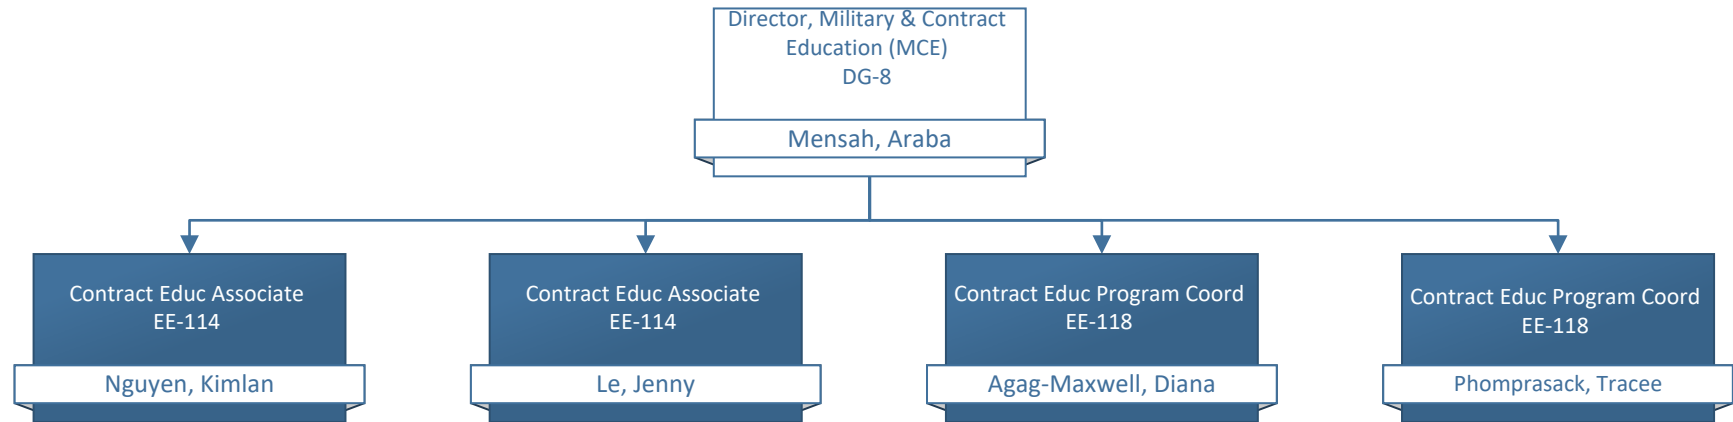 Director, Military & Contract
Education (MCE)
DG-8
Mensah, Araba
Contract Educ Associate
EE-114
Nguyen, Kimlan
Contract Educ Associate
EE-114
Le, Jenny
Contract Educ Program Coord
EE-118
Agag-Maxwell, Diana
Contract Educ Program Coord
EE-118
Phomprasack, Tracee